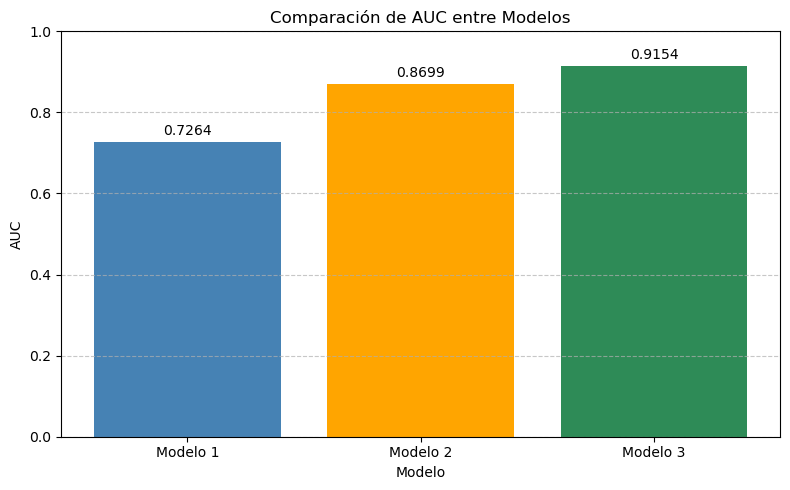 Comparación de AUC entre Modelos
1.0
0.8
0.6
0.4
0.2
0.0
AUC
0.7264
0.8699
0.9154
Modelo 1
Modelo 2
Modelo 3
Modelo